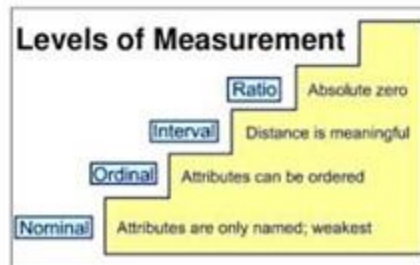 Levels of Measurement
Ratio Absolute zero
Interval Distance is meaningful
Ordinal Attributes can be ordered
Nominal Attributes are only named; weakest